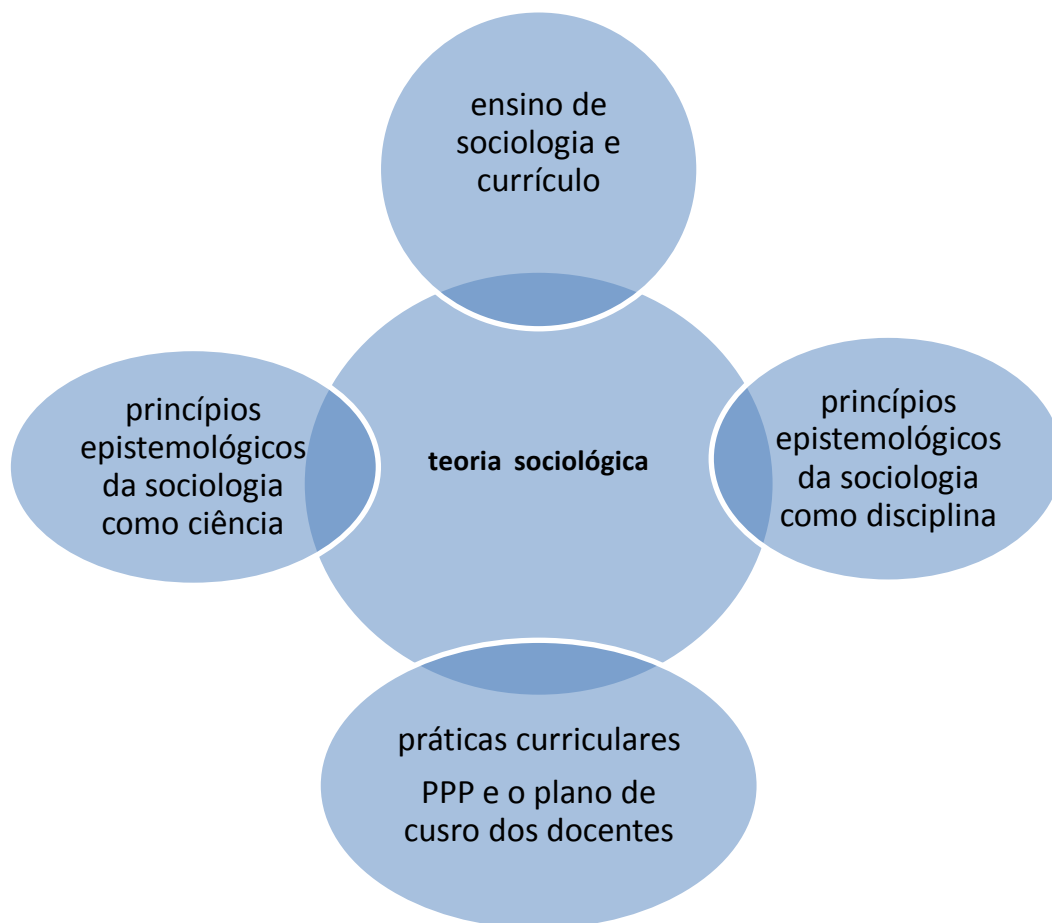 ensino de
sociologia e
currículo
princípios
epistemológicos
da sociologia
como ciência
teoria sociológica
princípios
epistemológicos
da sociologia
como disciplina
práticas curriculares
PPP e o plano de
cusro dos docentes